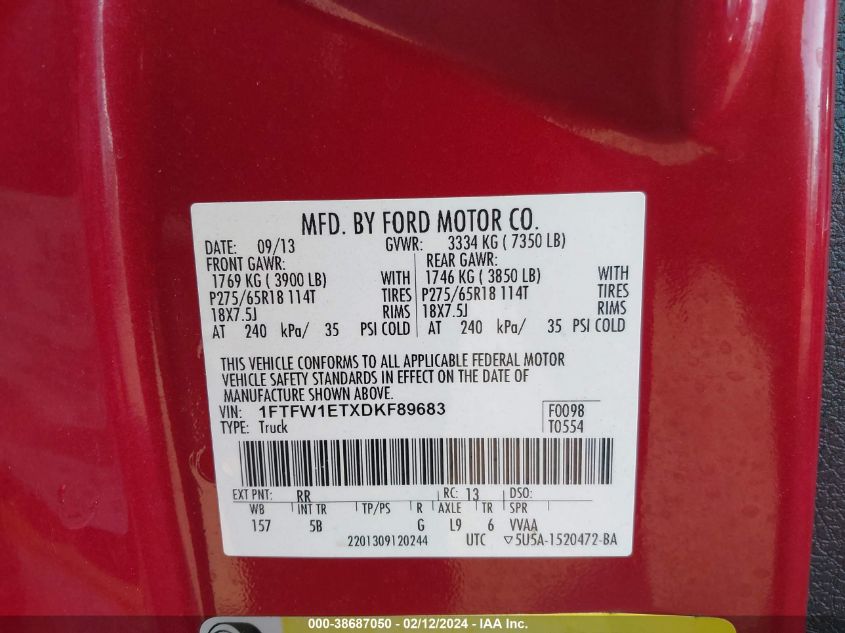 MFD. BY FORD MOTOR CO.
DATE: 09/13 GVWR: 3334 KG ( 7350 LB)
FRONT GAWR: REAR GAWR:
1769 KG ( 3900 LB) WITH 1746 KG ( 3850 LB) WITH
P275/65R18 114T TIRES P275/65R18 114T TIRES
18X7.5J RIMS 18X7.5J RIMS
AT 240 kPa/ 35 PSI COLD AT 240 kPa/ 35 PSI COLD
THIS VEHICLE CONFORMS TO ALL APPLICABLE FEDERAL MOTOR
VEHICLE SAFETY STANDARDS IN EFFECT ON THE DATE OF
MANUFACTURE SHOWN ABOVE.
VIN: 1FTFW1ETXDKF89683 F0098
TYPE: Truck T0554
EXT PNT: RR RC: 13 DSO:
WB INT TR TP/PS R AXLE TR SPR
157 5B G L9 6 VVAA
2201309120244 UTC ▽5U5A-1520472-BA
000-38687050 - 02/12/2024 - IAA Inc.